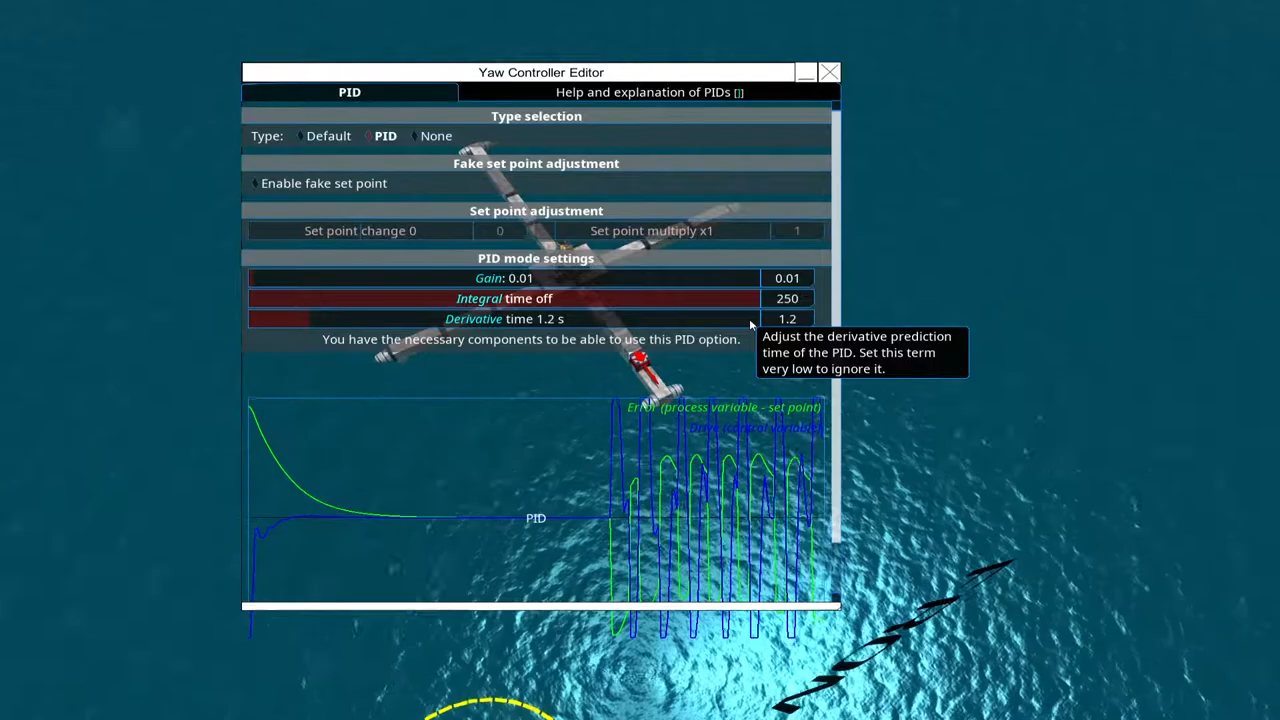 Yaw Controller Editor
PID
Help and explanation of PIDs []]
Type selection
Type: Default PID None
Fake set point adjustment
Enable fake set point
Set point adjustment
Set point change 0 0 Set point multiply x1 1
PID mode settings
Gain: 0.01 0.01
Integral time off 250
Derivative time 1.2 s 1.2
You have the necessary components to be able to use this PID option.
Adjust the derivative prediction
time of the PID. Set this term
very low to ignore it.
Error (process variable - set point)
Drive (control variable)
PID